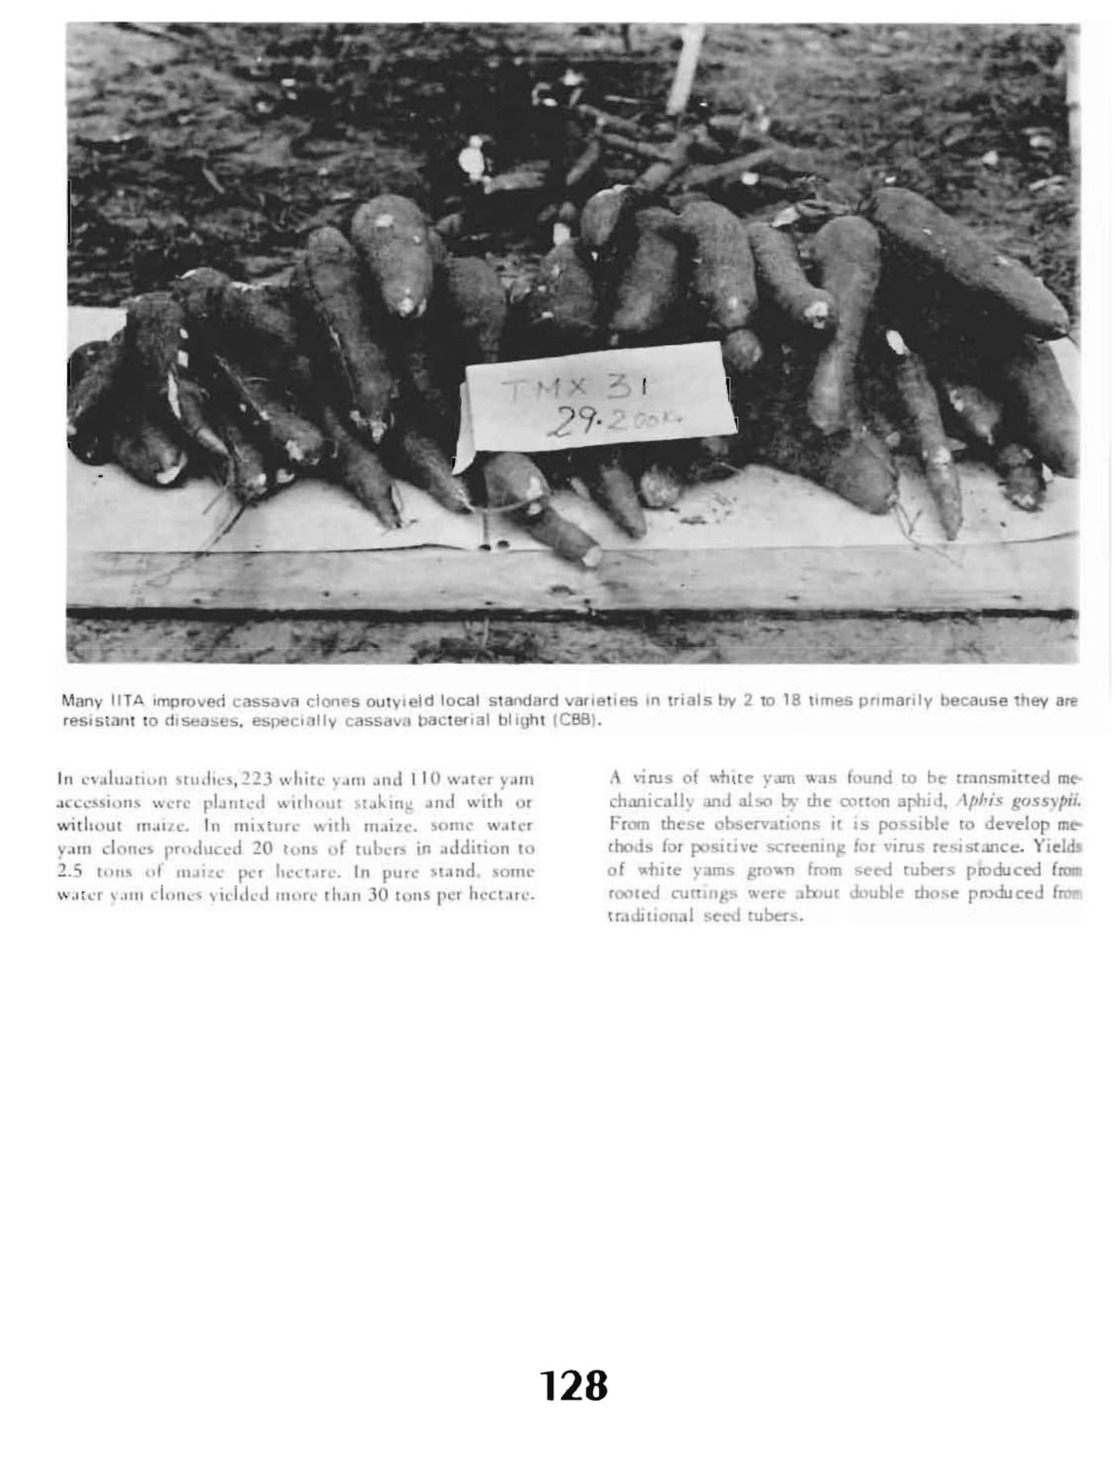 TMX 31
29.200K.
Many IITA improved cassava clones outyield local standard varieties in trials by 2 to 18 times primarily because they are
resistant to diseases, especially cassava bacterial blight (CBB).
In evaluation studies, 223 white yam and 110 water yam
accessions were planted without staking and with or
without maize. In mixture with maize, some water
yam clones produced 20 tons of tubers in addition to
2.5 tons of maize per hectare. In pure stand, some
water yam clones yielded more than 30 tons per hectare.
A virus of white yam was found to be transmitted me-
chanically and also by the cotton aphid, Aphis gossypii.
From these observations it is possible to develop me-
thods for positive screening for virus resistance. Yields
of white yams grown from seed tubers produced from
rooted cuttings were about double those produced from
traditional seed tubers.
128